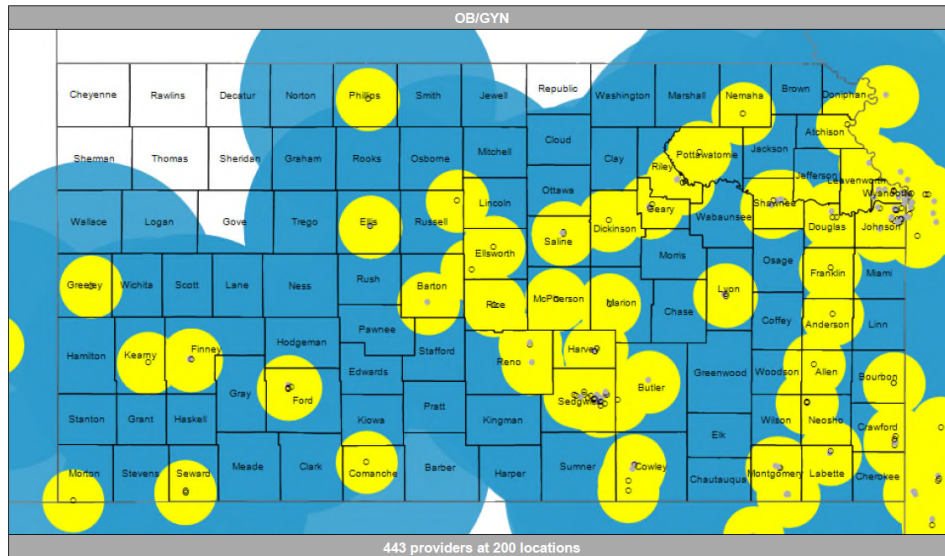 OB/GYN
Cheyenne Rawlins Decatur Norton Phillips Smith Jewell Republic Washington Marshall Nemaha Brown Doniphan
Atchison
Sherman Thomas Sheridan Graham Rooks Osborne Mitchell Cloud Clay Riley Pottawatomie Jackson
Jefferson Leavenworth
Wyandotte
Wallace Logan Gove Trego Ellis Russell Lincoln Ottawa Saline Dickinson Geary Wabaunsee Shawnee Douglas Johnson
Ellsworth Morris Osage Franklin Miami
Greeley Wichita Scott Lane Ness Rush Barton Rice McPherson Marion Chase Lyon
Coffey Anderson Linn
Hamilton Kearny Finney Hodgeman Pawnee Stafford Reno Harvey
Gray Ford Edwards Sedgwick Butler Greenwood Woodson Allen Bourbon
Stanton Grant Haskell Kiowa Pratt Kingman Elk Wilson Neosho Crawford
Morton Stevens Seward Meade Clark Comanche Barber Harper Sumner Cowley Chautauqua Montgomery Labette Cherokee
443 providers at 200 locations